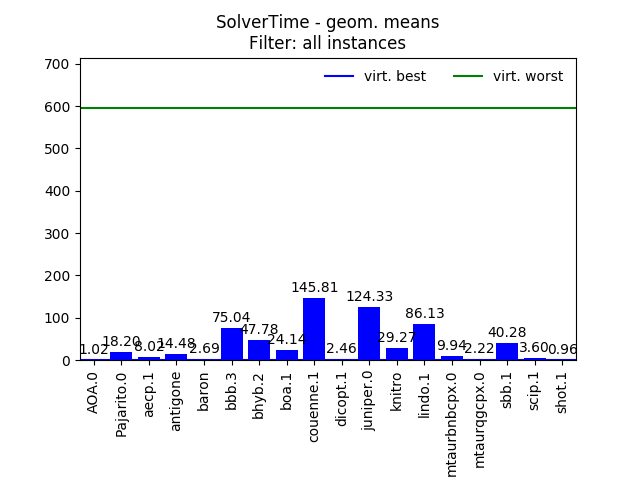 SolverTime - geom. means
Filter: all instances
700
600
500
400
300
200
100
0
virt. best
virt. worst
1.02
18.20
8.02
14.48
2.69
75.04
47.78
24.14
145.81
2.46
124.33
29.27
86.13
9.94
2.22
40.28
3.60
0.96
AOA.0
Pajarito.0
aecp.1
antigone
baron
bbb.3
bhyb.2
boa.1
couenne.1
dicopt.1
juniper.0
knitro
lindo.1
mtaurbnbcpx.0
mtaurqgcpx.0
sbb.1
scip.1
shot.1